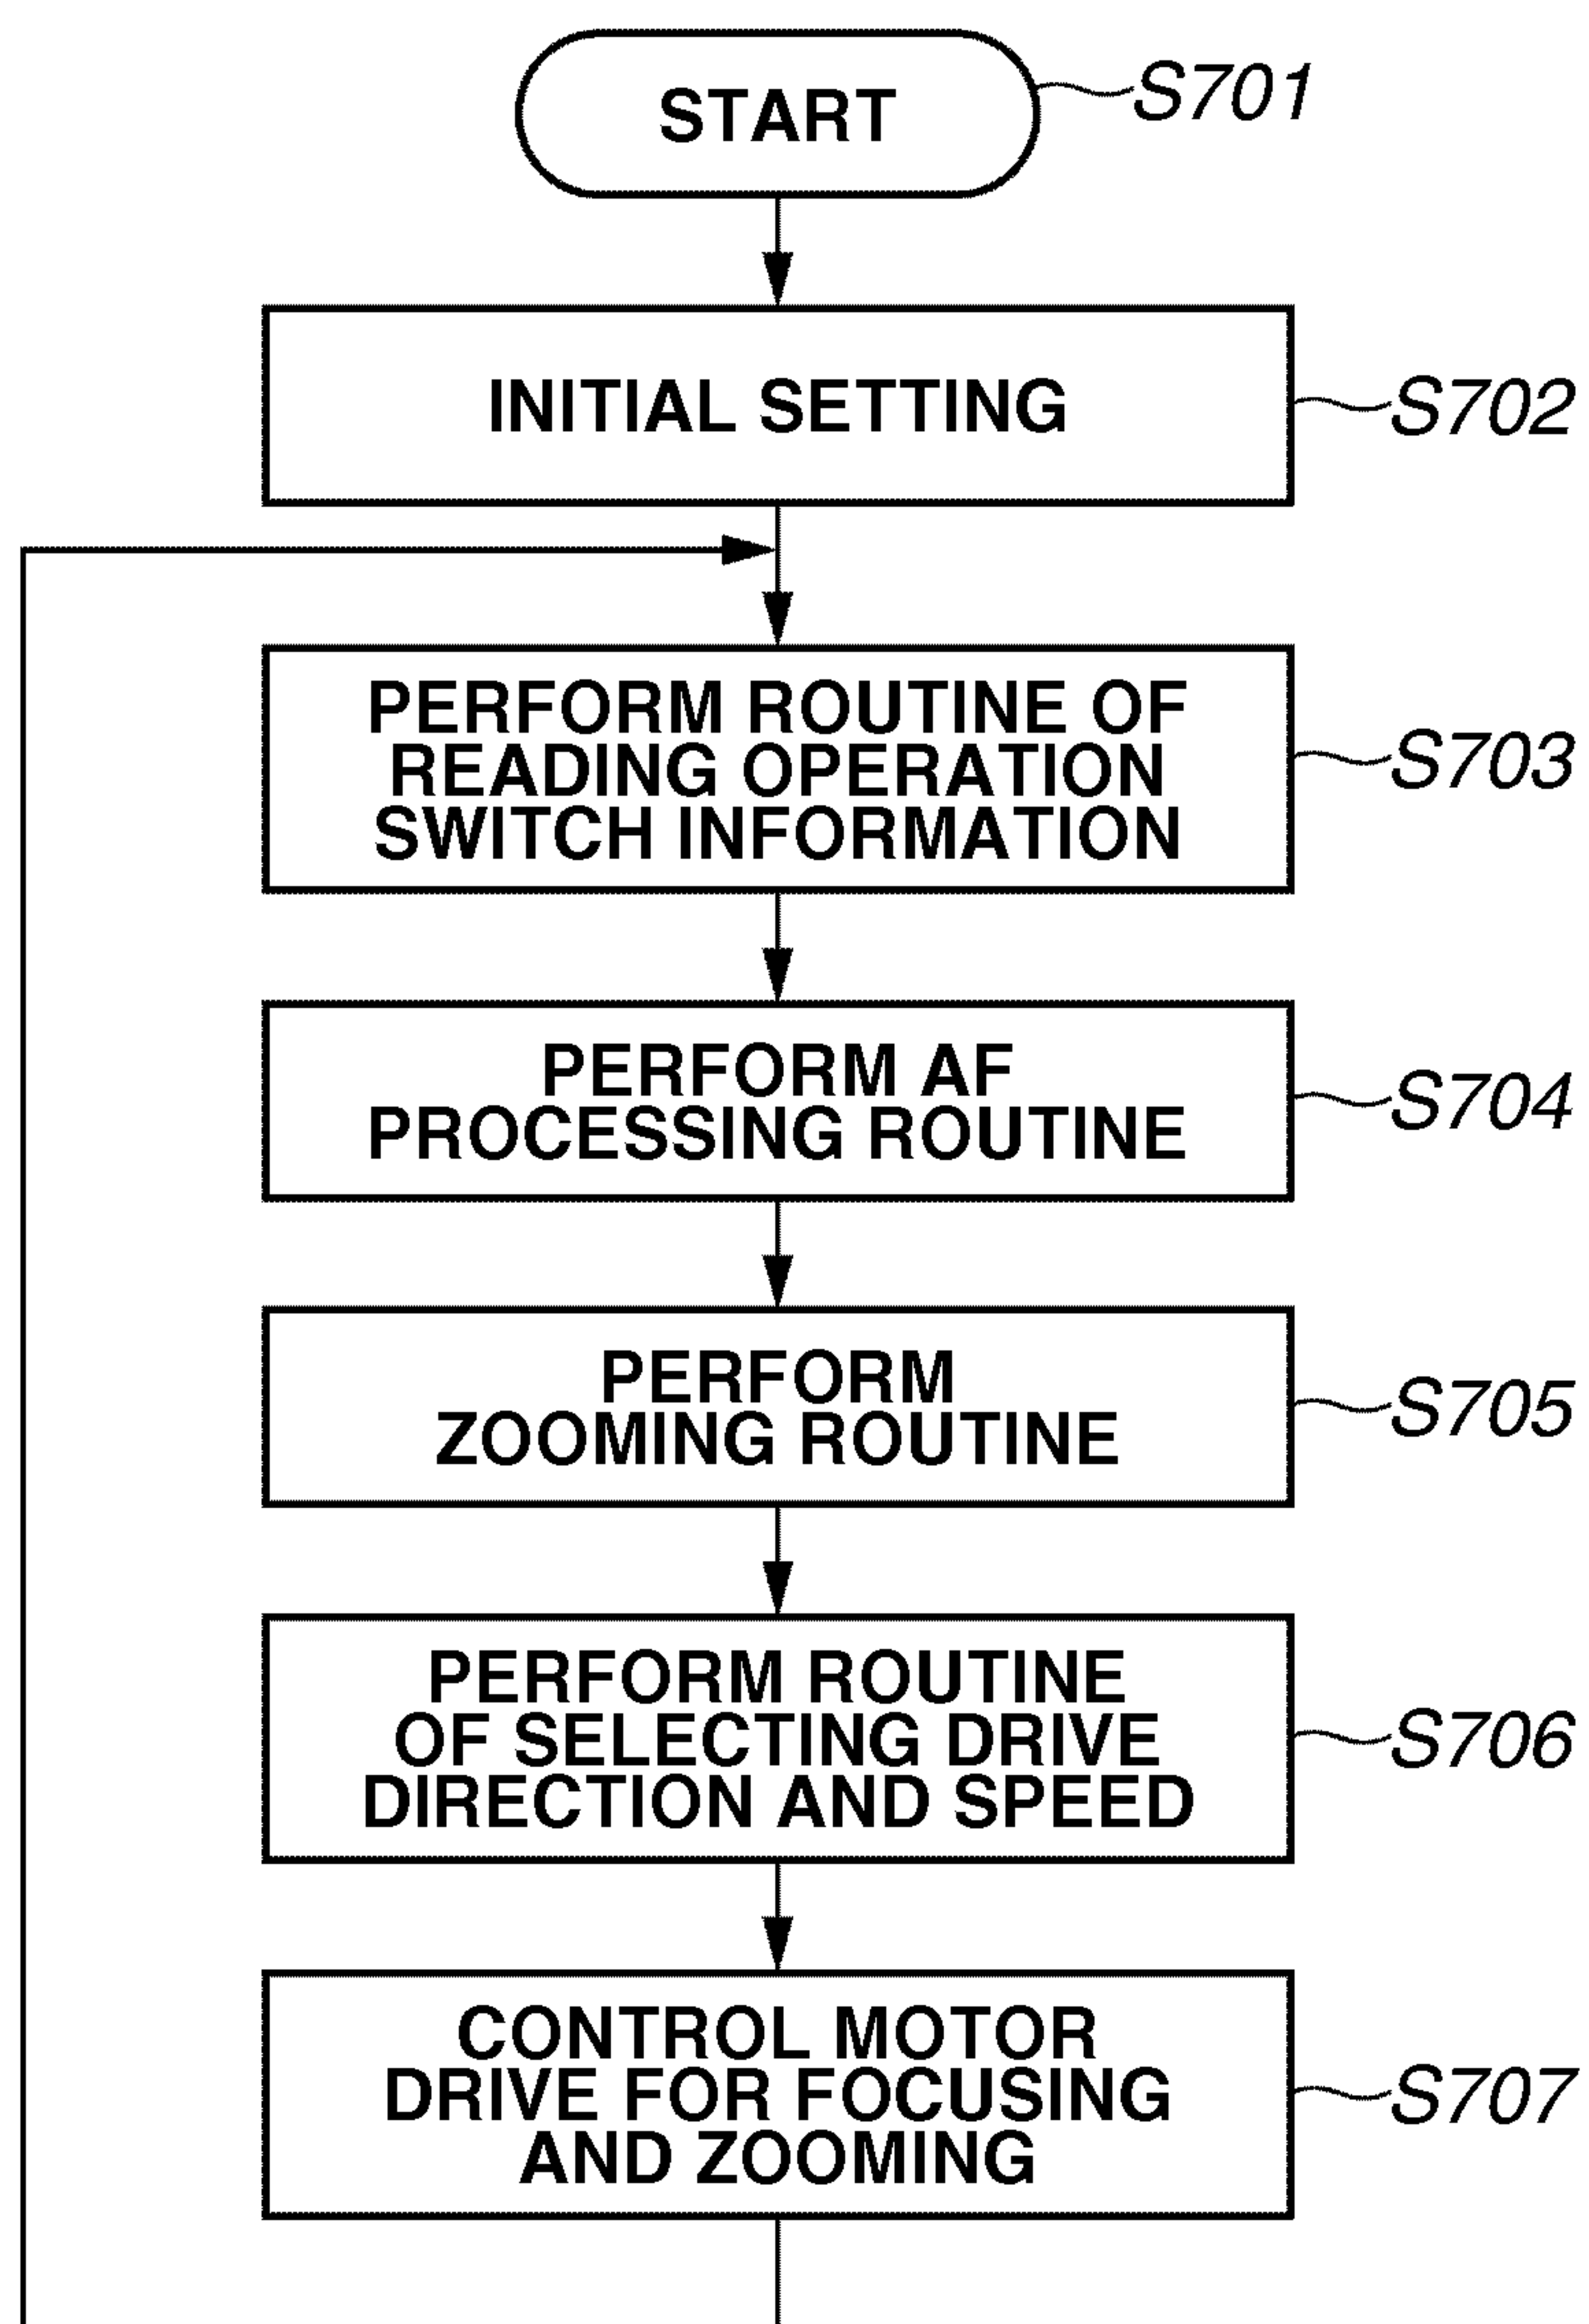 START
S701
INITIAL SETTING
S702
PERFORM ROUTINE OF
READING OPERATION
SWITCH INFORMATION
S703
PERFORM AF
PROCESSING ROUTINE
S704
PERFORM
ZOOMING ROUTINE
S705
PERFORM ROUTINE
OF SELECTING DRIVE
DIRECTION AND SPEED
S706
CONTROL MOTOR
DRIVE FOR FOCUSING
AND ZOOMING
S707